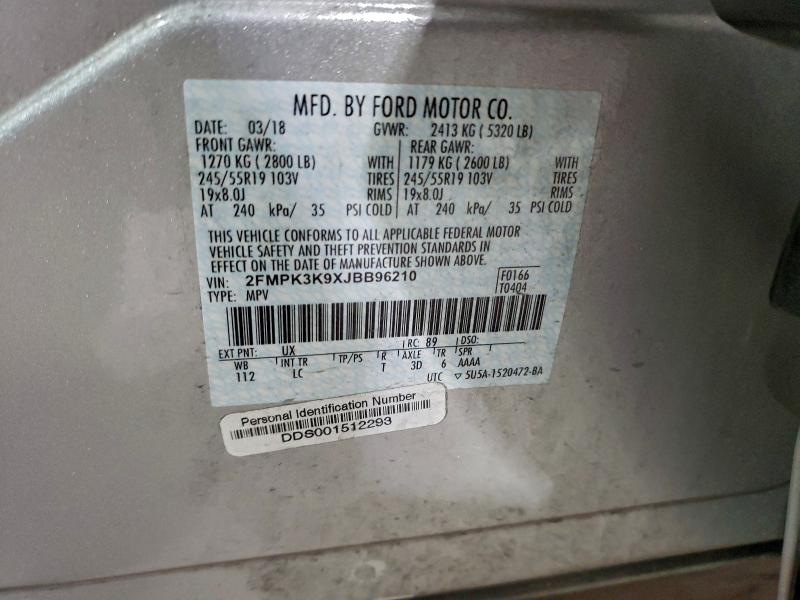 MFD. BY FORD MOTOR CO.
DATE: 03/18 GVWR: 2413 KG ( 5320 LB)
FRONT GAWR: REAR GAWR:
1270 KG ( 2800 LB) WITH 1179 KG ( 2600 LB) WITH
245/55R19 103V TIRES 245/55R19 103V TIRES
19x8.0J RIMS 19x8.0J RIMS
AT 240 kPa/ 35 PSI COLD AT 240 kPa/ 35 PSI COLD
THIS VEHICLE CONFORMS TO ALL APPLICABLE FEDERAL MOTOR
VEHICLE SAFETY AND THEFT PREVENTION STANDARDS IN
EFFECT ON THE DATE OF MANUFACTURE SHOWN ABOVE.
VIN: 2FMPK3K9XJBB96210 F0166
TYPE: MPV T0404
EXT PNT: UX RC: 89 DSO:
WB INT TR TP/PS R AXLE TR SPR
112 LC T 3D 6 AAAA
UTC ▽ 5U5A-1520472-BA
Personal Identification Number
DDS001512293